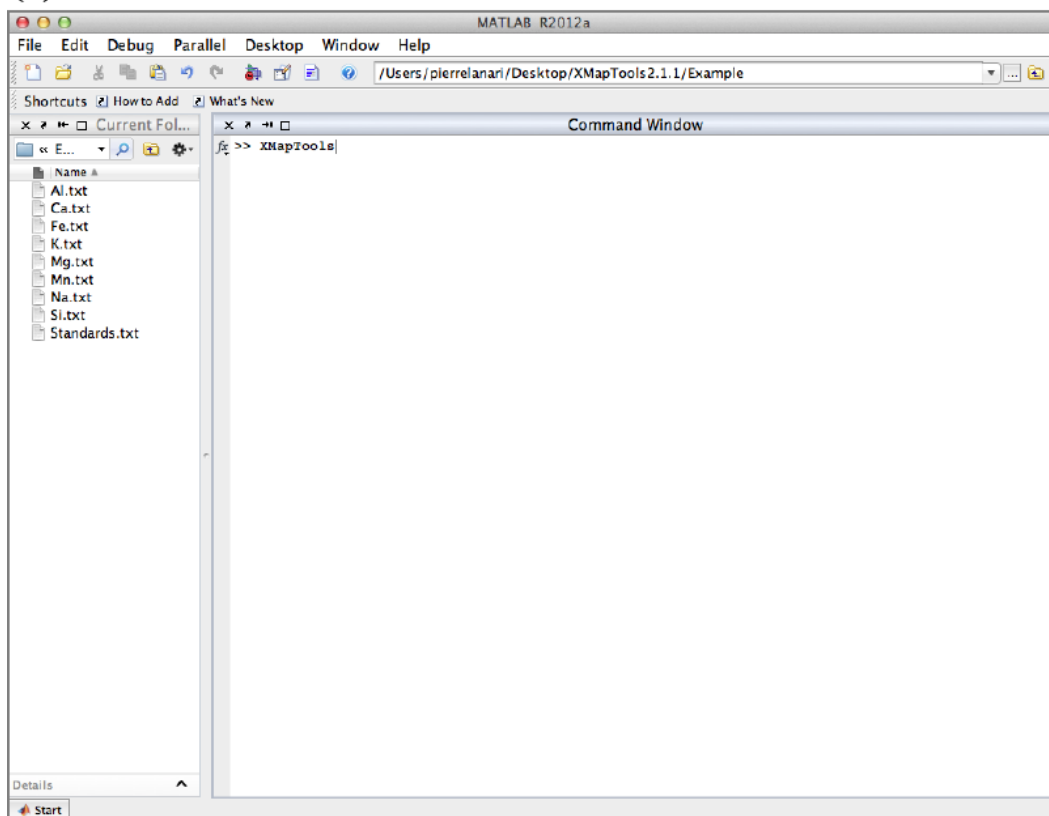 MATLAB R2012a
File Edit Debug Parallel Desktop Window Help
/Users/pierrelanari/Desktop/XMapTools2.1.1/Example
Shortcuts How to Add What's New
Current Fol... Command Window
« E...
fx >> XMapTools
Name
Al.txt
Ca.txt
Fe.txt
K.txt
Mg.txt
Mn.txt
Na.txt
Si.txt
Standards.txt
Details
Start